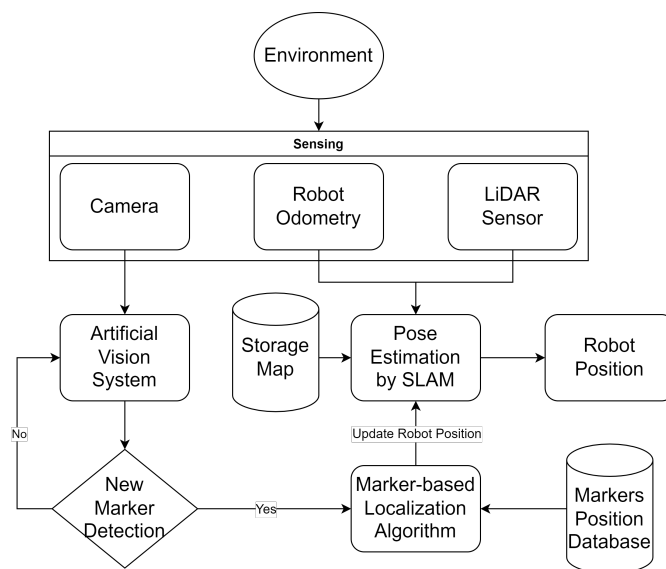 Environment
Sensing
Camera
Robot
Odometry
LiDAR
Sensor
Artificial
Vision
System
Storage
Map
Pose
Estimation
by SLAM
Robot
Position
No
Update Robot Position
New
Marker
Detection
Yes
Marker-based
Localization
Algorithm
Markers
Position
Database